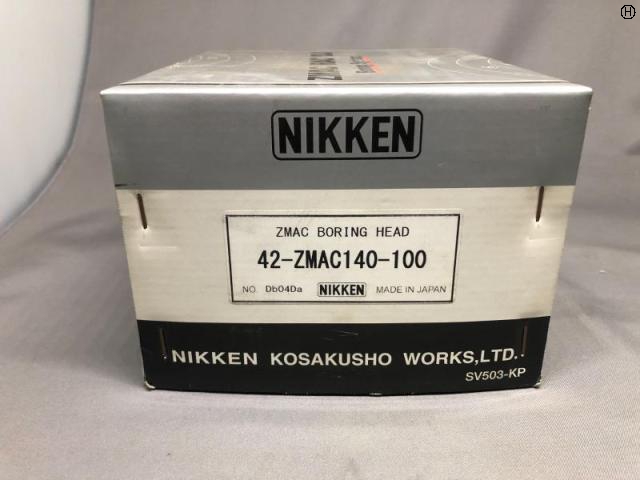 H
NIKKEN
ZMAC BORING HEAD
42-ZMAC140-100
NO. Db04Da NIKKEN MADE IN JAPAN
NIKKEN KOSAKUSHO WORKS,LTD.
SV503-KP